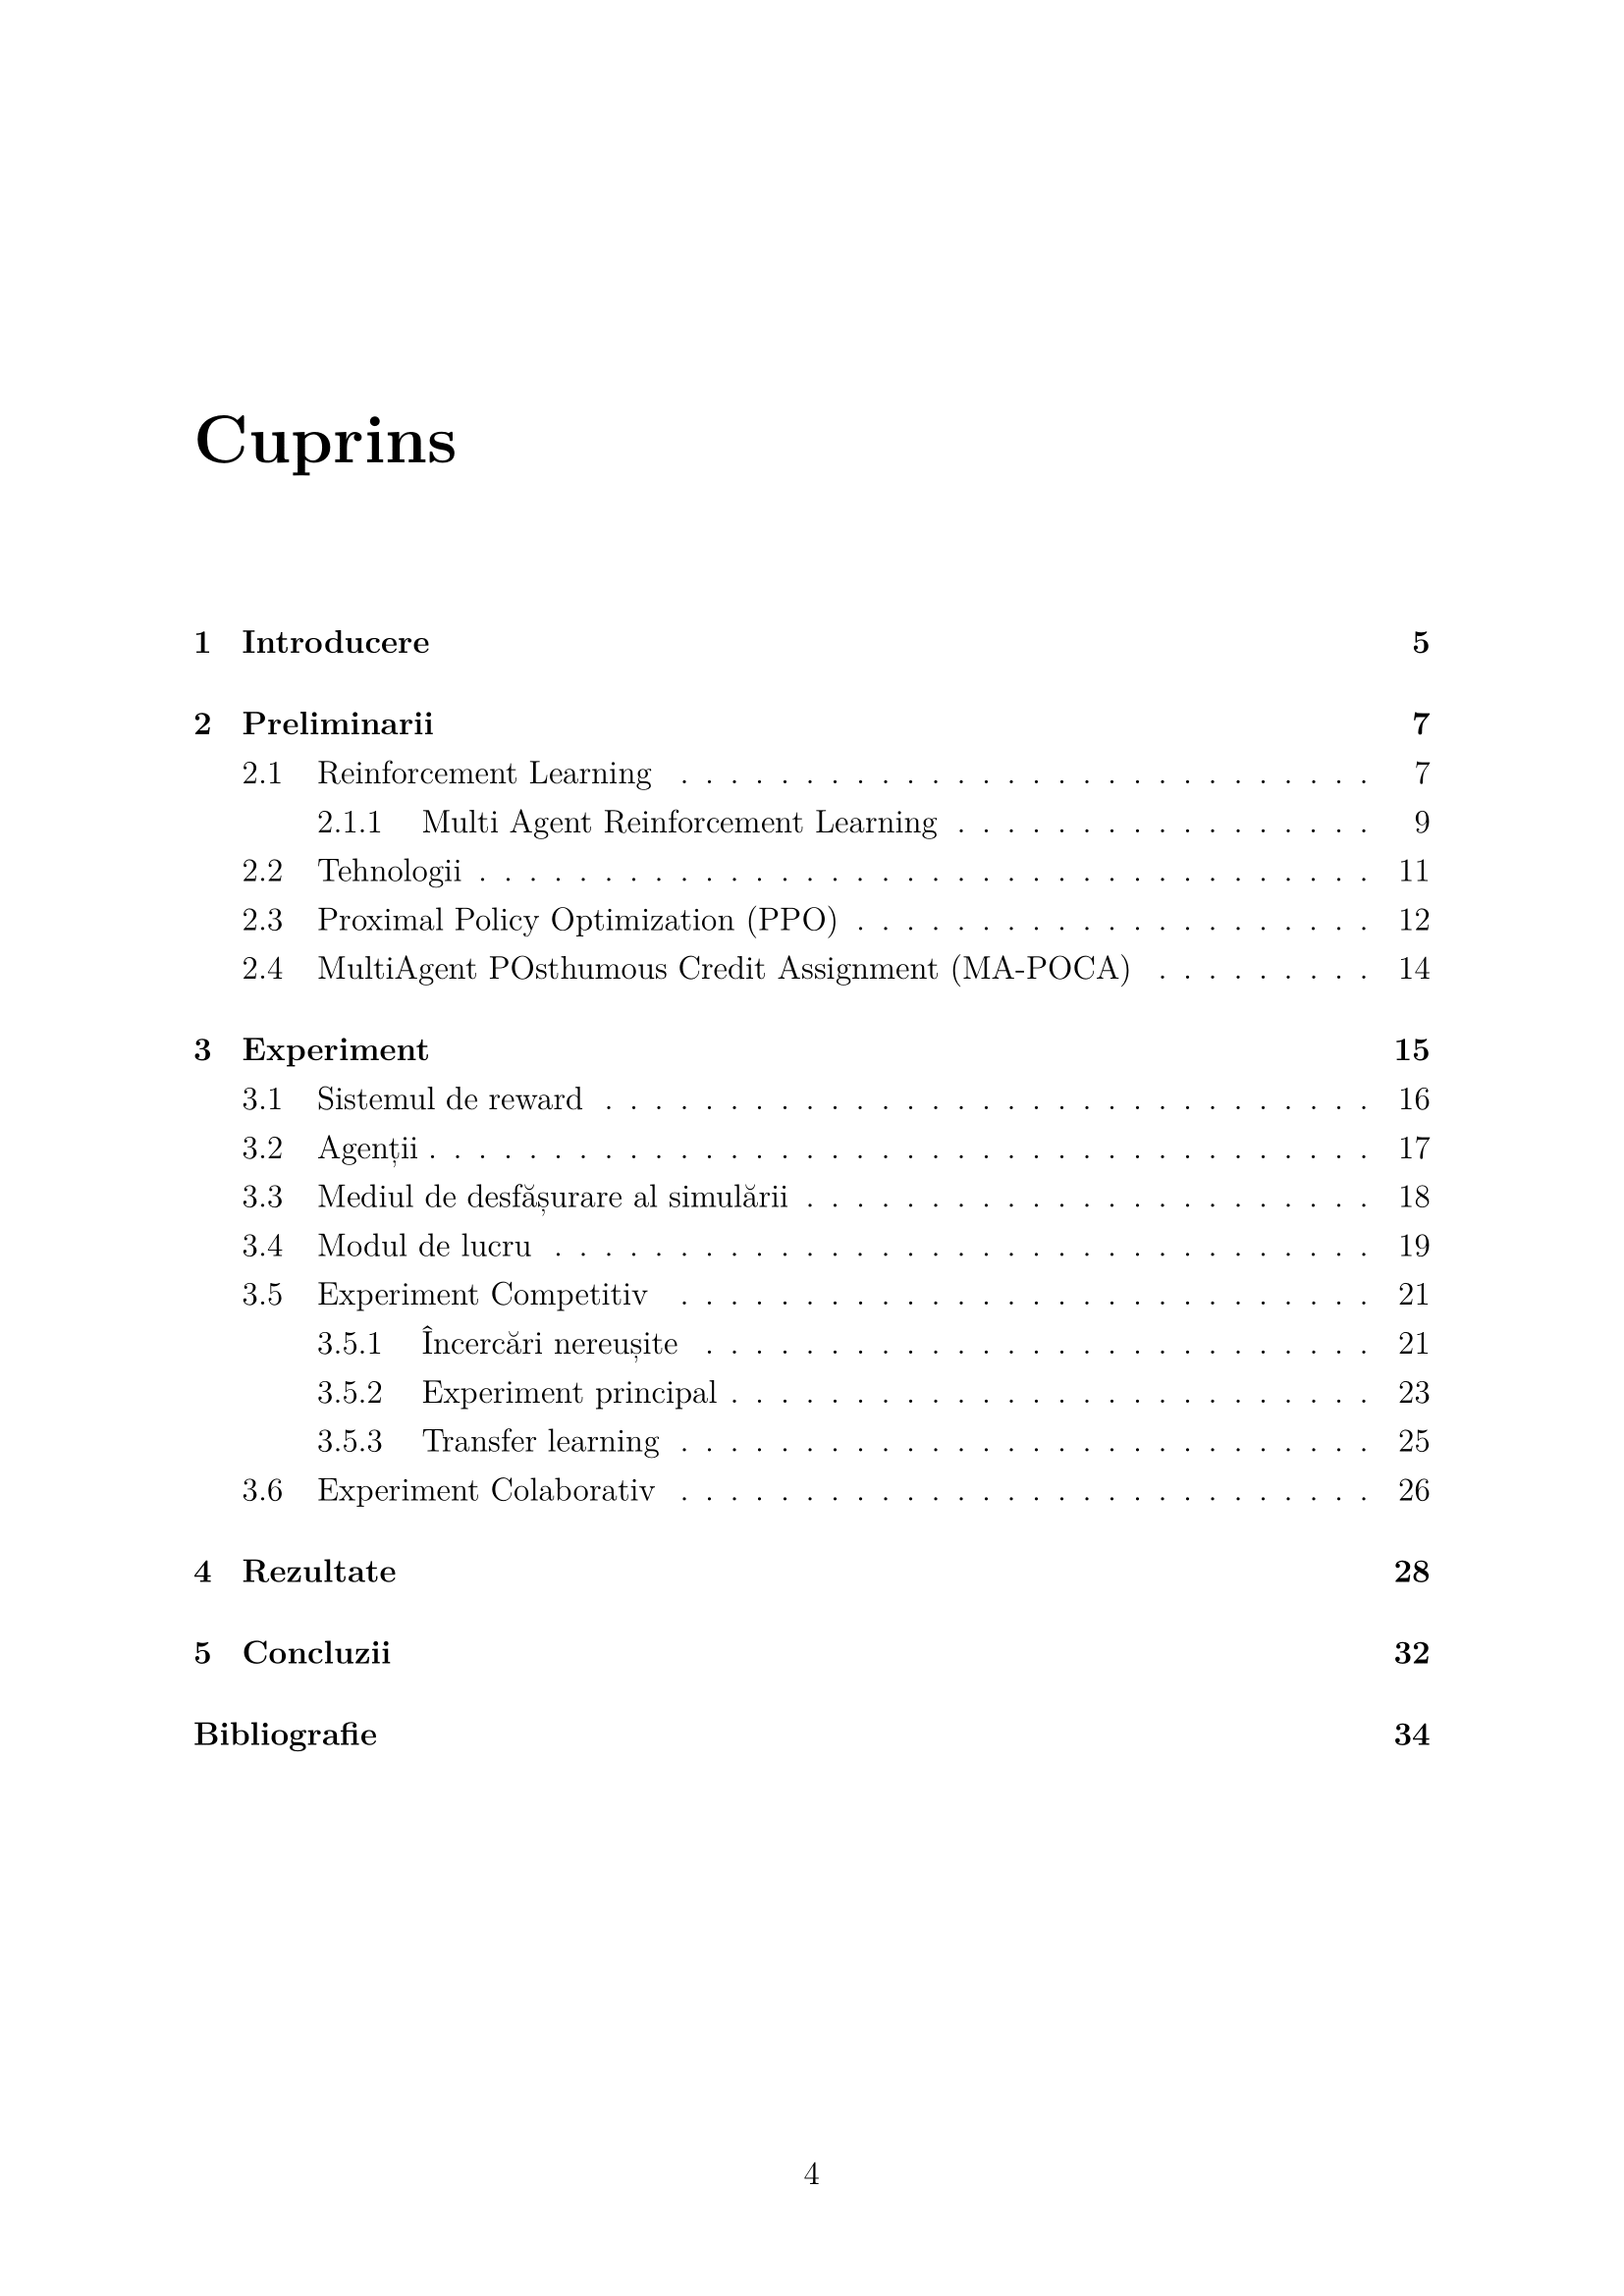 Cuprins
1 Introducere 5
2 Preliminarii 7
2.1 Reinforcement Learning . . . . . . . . . . . . . . . . . . . . . . . . . . . . 7
2.1.1 Multi Agent Reinforcement Learning . . . . . . . . . . . . . . . . . 9
2.2 Tehnologii . . . . . . . . . . . . . . . . . . . . . . . . . . . . . . . . . . . . 11
2.3 Proximal Policy Optimization (PPO) . . . . . . . . . . . . . . . . . . . . . 12
2.4 MultiAgent POsthumous Credit Assignment (MA-POCA) . . . . . . . . . 14
3 Experiment 15
3.1 Sistemul de reward . . . . . . . . . . . . . . . . . . . . . . . . . . . . . . . 16
3.2 Agenții . . . . . . . . . . . . . . . . . . . . . . . . . . . . . . . . . . . . . . 17
3.3 Mediul de desfășurare al simulării . . . . . . . . . . . . . . . . . . . . . . . 18
3.4 Modul de lucru . . . . . . . . . . . . . . . . . . . . . . . . . . . . . . . . . 19
3.5 Experiment Competitiv . . . . . . . . . . . . . . . . . . . . . . . . . . . . 21
3.5.1 Încercări nereușite . . . . . . . . . . . . . . . . . . . . . . . . . . . 21
3.5.2 Experiment principal . . . . . . . . . . . . . . . . . . . . . . . . . . 23
3.5.3 Transfer learning . . . . . . . . . . . . . . . . . . . . . . . . . . . . 25
3.6 Experiment Colaborativ . . . . . . . . . . . . . . . . . . . . . . . . . . . . 26
4 Rezultate 28
5 Concluzii 32
Bibliografie 34
4